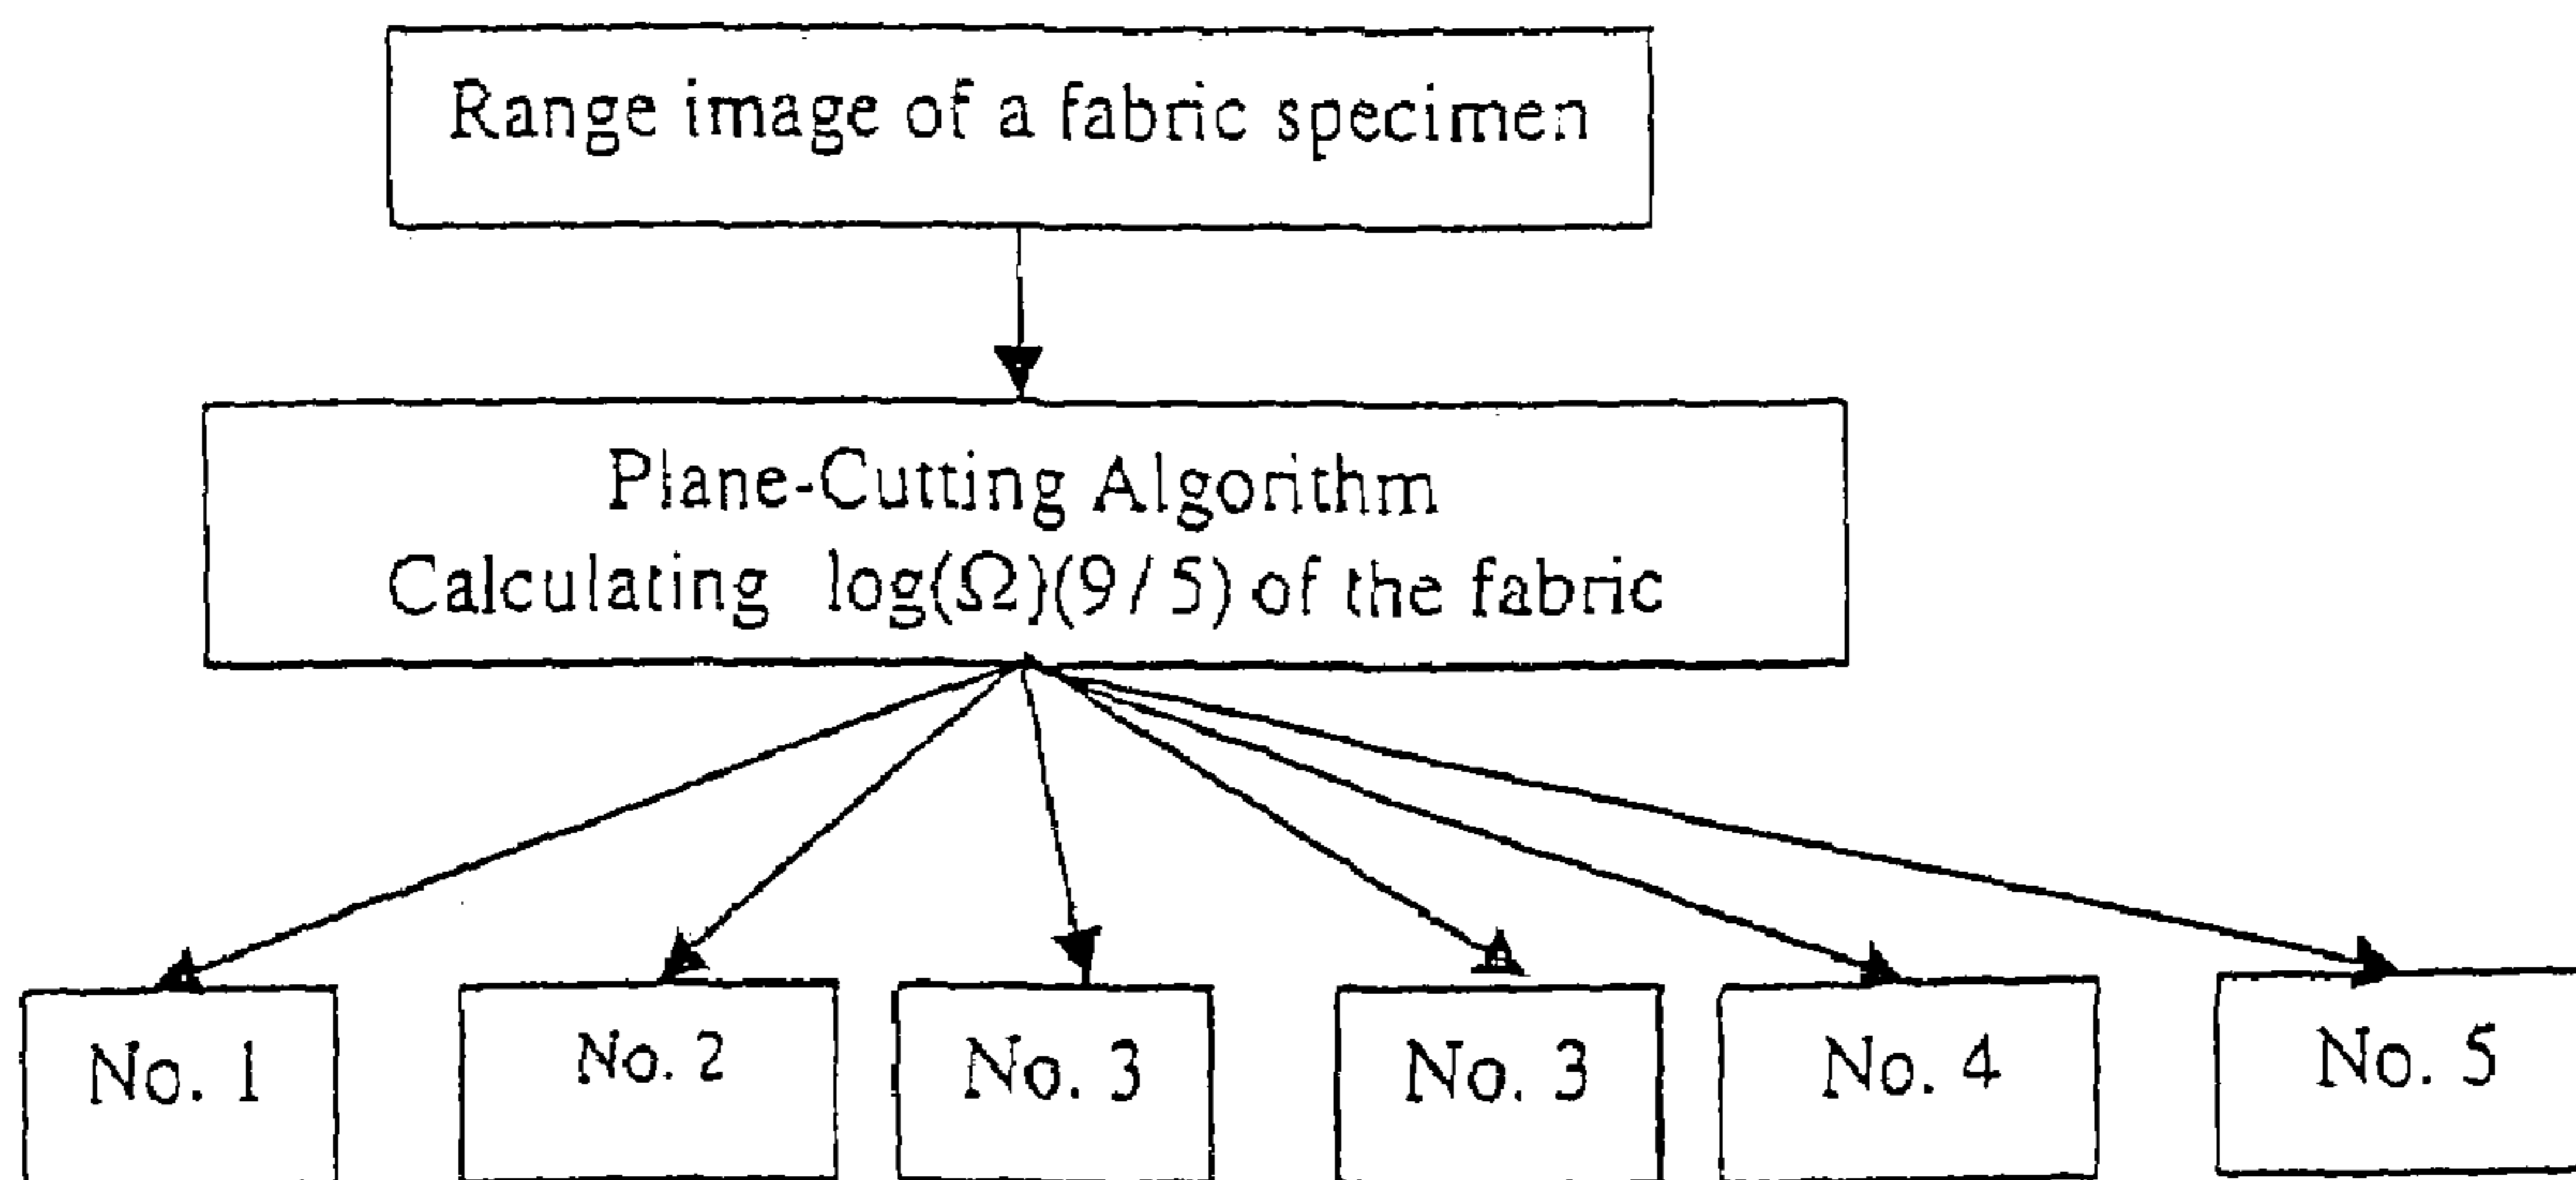 Range image of a fabric specimen
Plane-Cutting Algorithm
Calculating log(Ω)(9/5) of the fabric
No. 1
No. 2
No. 3
No. 3
No. 4
No. 5